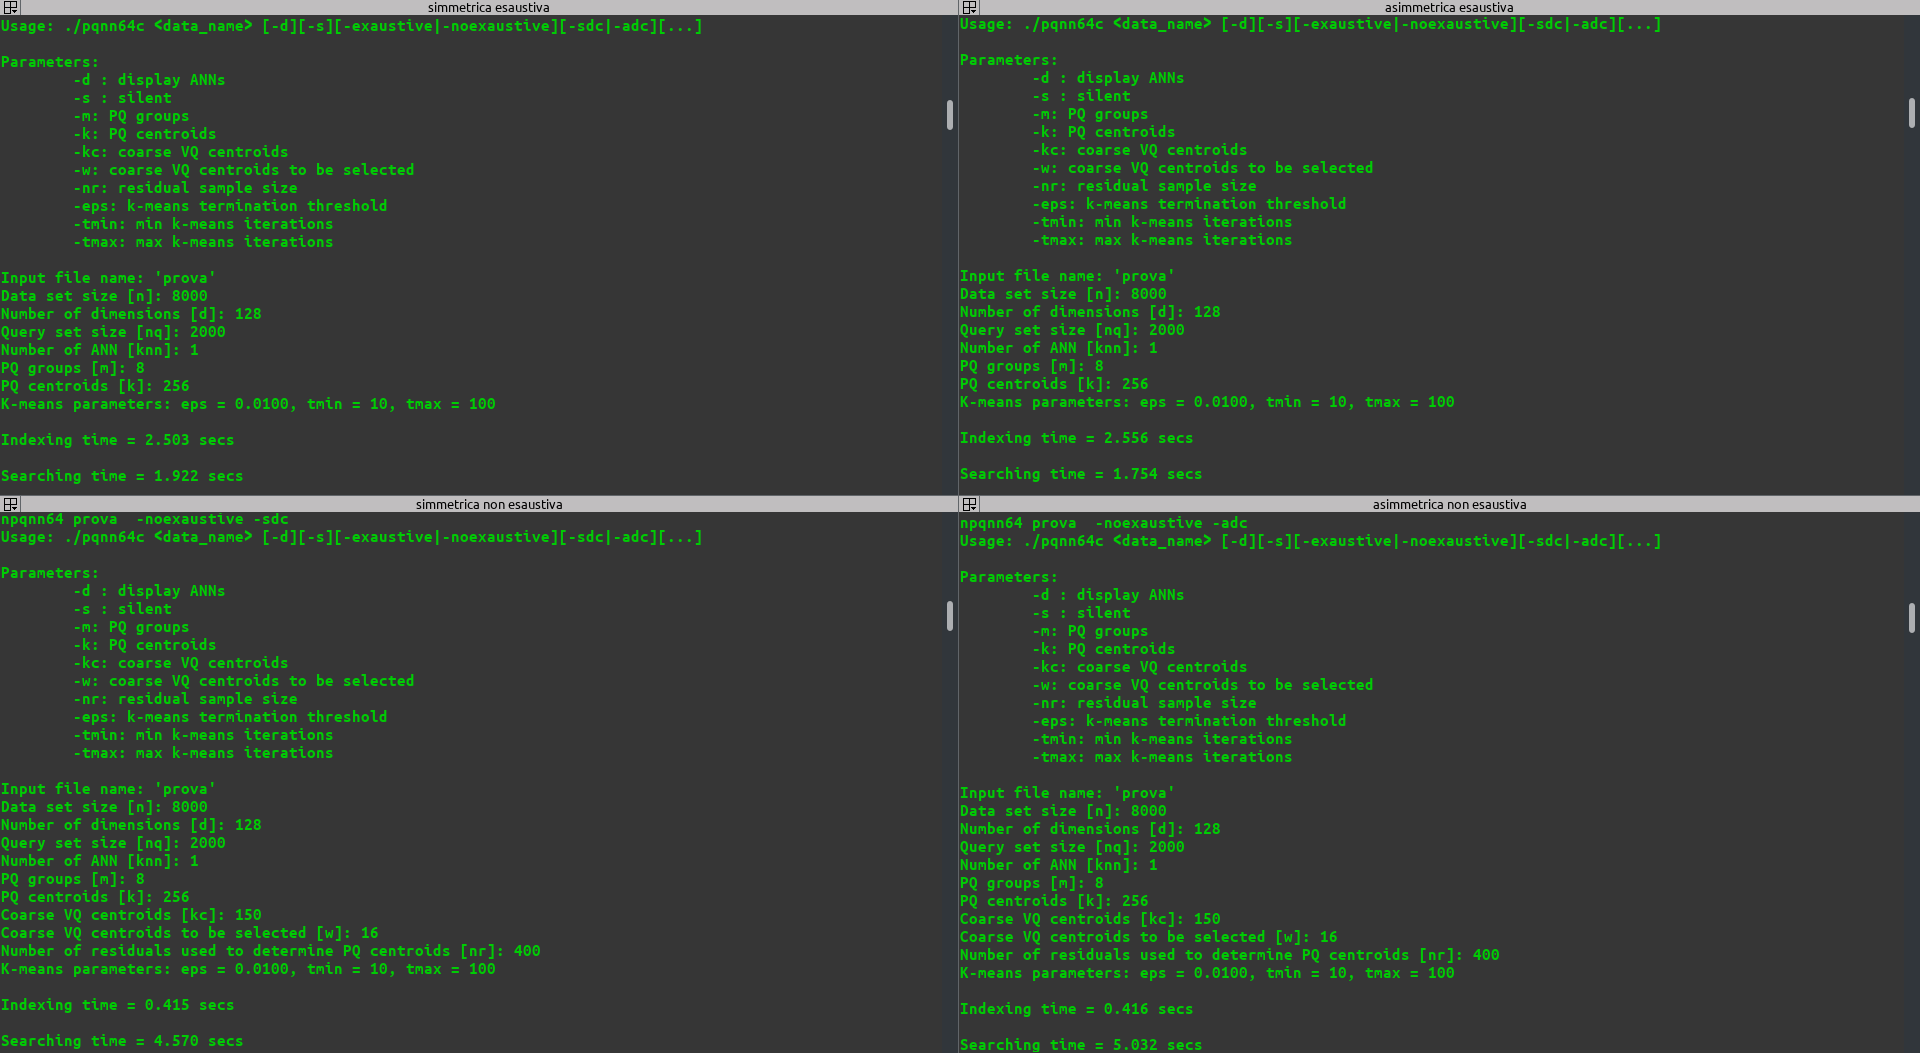 simmetrica esaustiva
Usage: ./pqnn64c <data_name> [-d][-s][-exaustive|-noexaustive][-sdc|-adc][...]
Parameters:
-d : display ANNs
-s : silent
-m: PQ groups
-k: PQ centroids
-kc: coarse VQ centroids
-w: coarse VQ centroids to be selected
-nr: residual sample size
-eps: k-means termination threshold
-tmin: min k-means iterations
-tmax: max k-means iterations
Input file name: 'prova'
Data set size [n]: 8000
Number of dimensions [d]: 128
Query set size [nq]: 2000
Number of ANN [knn]: 1
PQ groups [m]: 8
PQ centroids [k]: 256
K-means parameters: eps = 0.0100, tmin = 10, tmax = 100
Indexing time = 2.503 secs
Searching time = 1.922 secs
asimmetrica esaustiva
Usage: ./pqnn64c <data_name> [-d][-s][-exaustive|-noexaustive][-sdc|-adc][...]
Parameters:
-d : display ANNs
-s : silent
-m: PQ groups
-k: PQ centroids
-kc: coarse VQ centroids
-w: coarse VQ centroids to be selected
-nr: residual sample size
-eps: k-means termination threshold
-tmin: min k-means iterations
-tmax: max k-means iterations
Input file name: 'prova'
Data set size [n]: 8000
Number of dimensions [d]: 128
Query set size [nq]: 2000
Number of ANN [knn]: 1
PQ groups [m]: 8
PQ centroids [k]: 256
K-means parameters: eps = 0.0100, tmin = 10, tmax = 100
Indexing time = 2.556 secs
Searching time = 1.754 secs
simmetrica non esaustiva
npqnn64 prova  -noexaustive -sdc
Usage: ./pqnn64c <data_name> [-d][-s][-exaustive|-noexaustive][-sdc|-adc][...]
Parameters:
-d : display ANNs
-s : silent
-m: PQ groups
-k: PQ centroids
-kc: coarse VQ centroids
-w: coarse VQ centroids to be selected
-nr: residual sample size
-eps: k-means termination threshold
-tmin: min k-means iterations
-tmax: max k-means iterations
Input file name: 'prova'
Data set size [n]: 8000
Number of dimensions [d]: 128
Query set size [nq]: 2000
Number of ANN [knn]: 1
PQ groups [m]: 8
PQ centroids [k]: 256
Coarse VQ centroids [kc]: 150
Coarse VQ centroids to be selected [w]: 16
Number of residuals used to determine PQ centroids [nr]: 400
K-means parameters: eps = 0.0100, tmin = 10, tmax = 100
Indexing time = 0.415 secs
Searching time = 4.570 secs
asimmetrica non esaustiva
npqnn64 prova  -noexaustive -adc
Usage: ./pqnn64c <data_name> [-d][-s][-exaustive|-noexaustive][-sdc|-adc][...]
Parameters:
-d : display ANNs
-s : silent
-m: PQ groups
-k: PQ centroids
-kc: coarse VQ centroids
-w: coarse VQ centroids to be selected
-nr: residual sample size
-eps: k-means termination threshold
-tmin: min k-means iterations
-tmax: max k-means iterations
Input file name: 'prova'
Data set size [n]: 8000
Number of dimensions [d]: 128
Query set size [nq]: 2000
Number of ANN [knn]: 1
PQ groups [m]: 8
PQ centroids [k]: 256
Coarse VQ centroids [kc]: 150
Coarse VQ centroids to be selected [w]: 16
Number of residuals used to determine PQ centroids [nr]: 400
K-means parameters: eps = 0.0100, tmin = 10, tmax = 100
Indexing time = 0.416 secs
Searching time = 5.032 secs